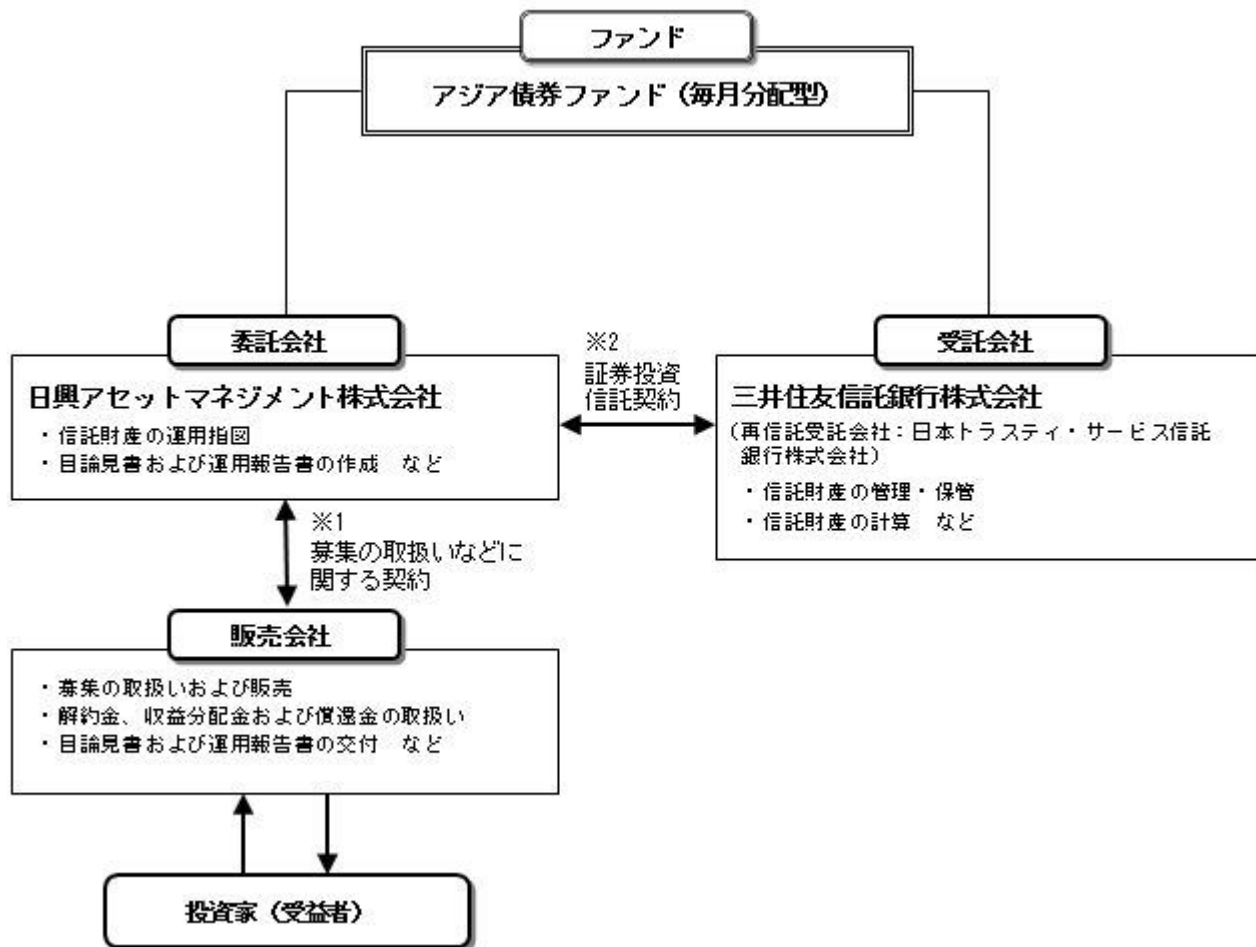 ファンド
アジア債券ファンド（毎月分配型）
委託会社
日興アセットマネジメント株式会社
・信託財産の運用指図
・目論見書および運用報告書の作成　など
※2
証券投資
信託契約
受託会社
三井住友信託銀行株式会社
（再信託受託会社：日本トラスティ・サービス信託
銀行株式会社）
・信託財産の管理・保管
・信託財産の計算　など
※1
募集の取扱いなどに
関する契約
販売会社
・募集の取扱いおよび販売
・解約金、収益分配金および償還金の取扱い
・目論見書および運用報告書の交付　など
投資家（受益者）